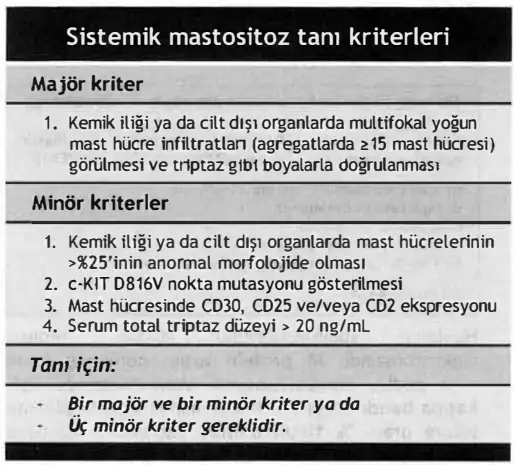 Sistemik mastositoz tanı kriterleri
Majör kriter
1. Kemik iliği ya da cilt dışı organlarda multifokal yoğun
mast hücre infiltratları (agregatlarda ≥15 mast hücresi)
görülmesi ve triptaz gibi boyalarla doğrulanması
Minör kriterler
1. Kemik iliği ya da cilt dışı organlarda mast hücrelerinin
>%25'inin anormal morfolojide olması
2. c-KIT D816V nokta mutasyonu gösterilmesi
3. Mast hücresinde CD30, CD25 ve/veya CD2 ekspresyonu
4. Serum total triptaz düzeyi > 20 ng/mL
Tanı için:
- Bir majör ve bir minör kriter ya da
- Üç minör kriter gereklidir.